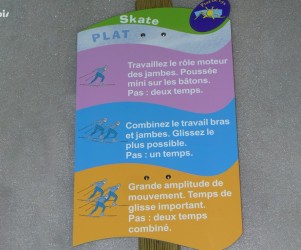 Skate
PLAT
Travaillez le rôle moteur
des jambes. Poussée
mini sur les bâtons.
Pas : deux temps.
Combinez le travail bras
et jambes. Glissez le
plus possible.
Pas : un temps.
Grande amplitude de
mouvement. Temps de
glisse important.
Pas : deux temps
combiné.